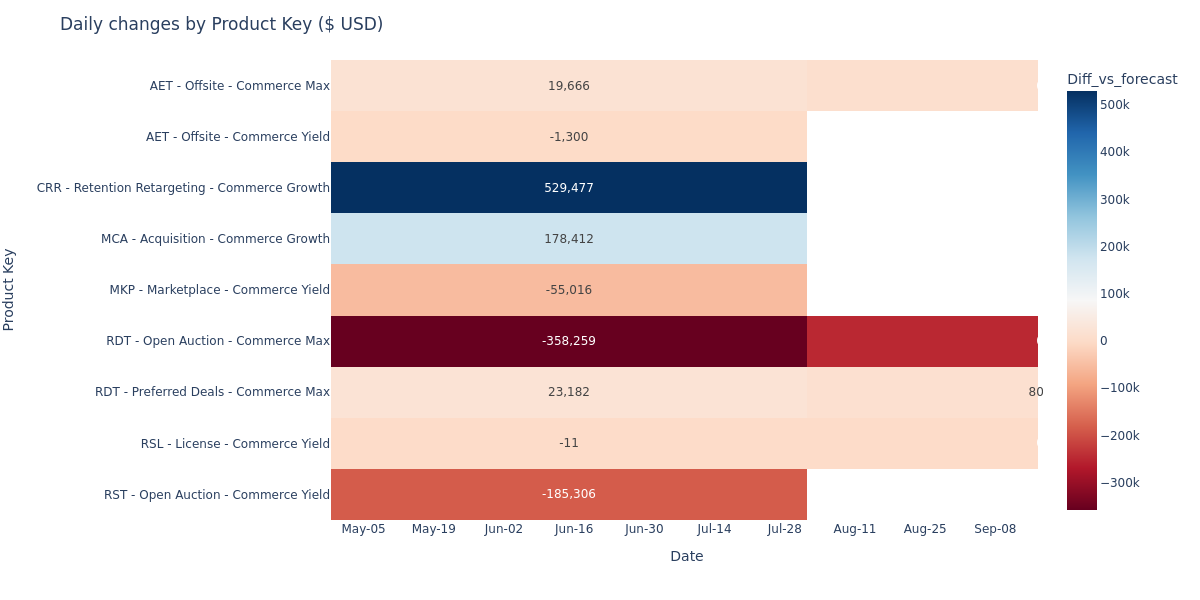 Daily changes by Product Key ($ USD)
Product Key
AET - Offsite - Commerce Max
19,666
AET - Offsite - Commerce Yield
-1,300
CRR - Retention Retargeting - Commerce Growth
529,477
MCA - Acquisition - Commerce Growth
178,412
MKP - Marketplace - Commerce Yield
-55,016
RDT - Open Auction - Commerce Max
-358,259
RDT - Preferred Deals - Commerce Max
23,182
80
RSL - License - Commerce Yield
-11
RST - Open Auction - Commerce Yield
-185,306
May-05 May-19 Jun-02 Jun-16 Jun-30 Jul-14 Jul-28 Aug-11 Aug-25 Sep-08
Date
Diff_vs_forecast
500k
400k
300k
200k
100k
0
−100k
−200k
−300k